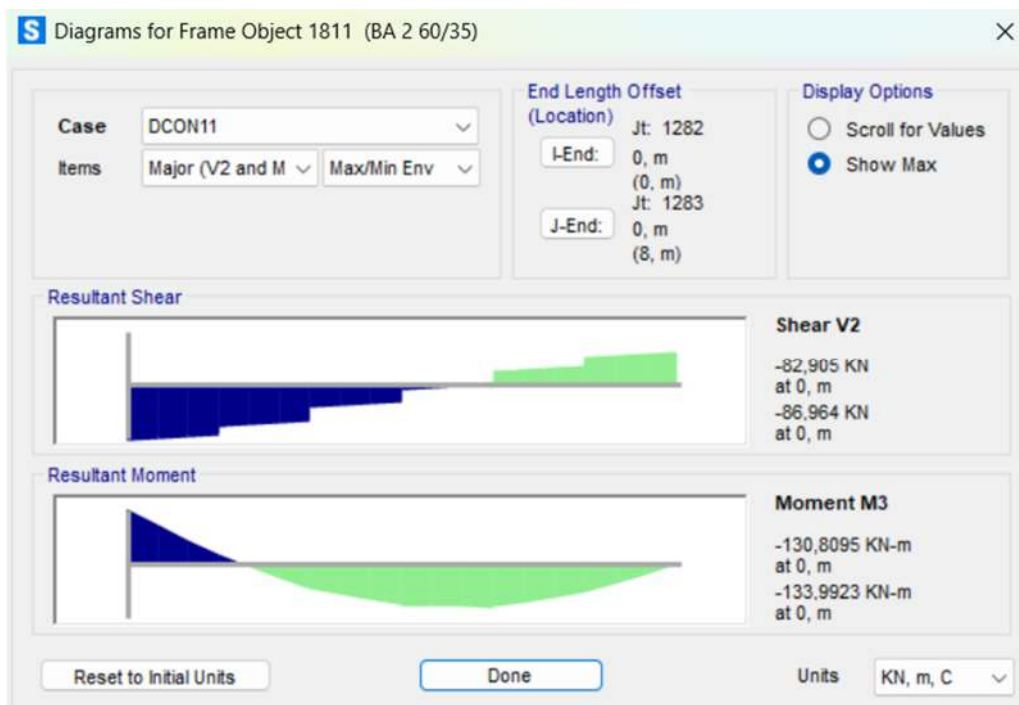 S Diagrams for Frame Object 1811 (BA 2 60/35)
Case DCON11
Items Major (V2 and M Max/Min Env
End Length Offset
(Location)
I-End:
Jt: 1282
0, m
(0, m)
J-End:
Jt: 1283
0, m
(8, m)
Display Options
Scroll for Values
Show Max
Resultant Shear
Shear V2
-82,905 KN
at 0, m
-86,964 KN
at 0, m
Resultant Moment
Moment M3
-130,8095 KN-m
at 0, m
-133,9923 KN-m
at 0, m
Reset to Initial Units
Done
Units KN, m, C